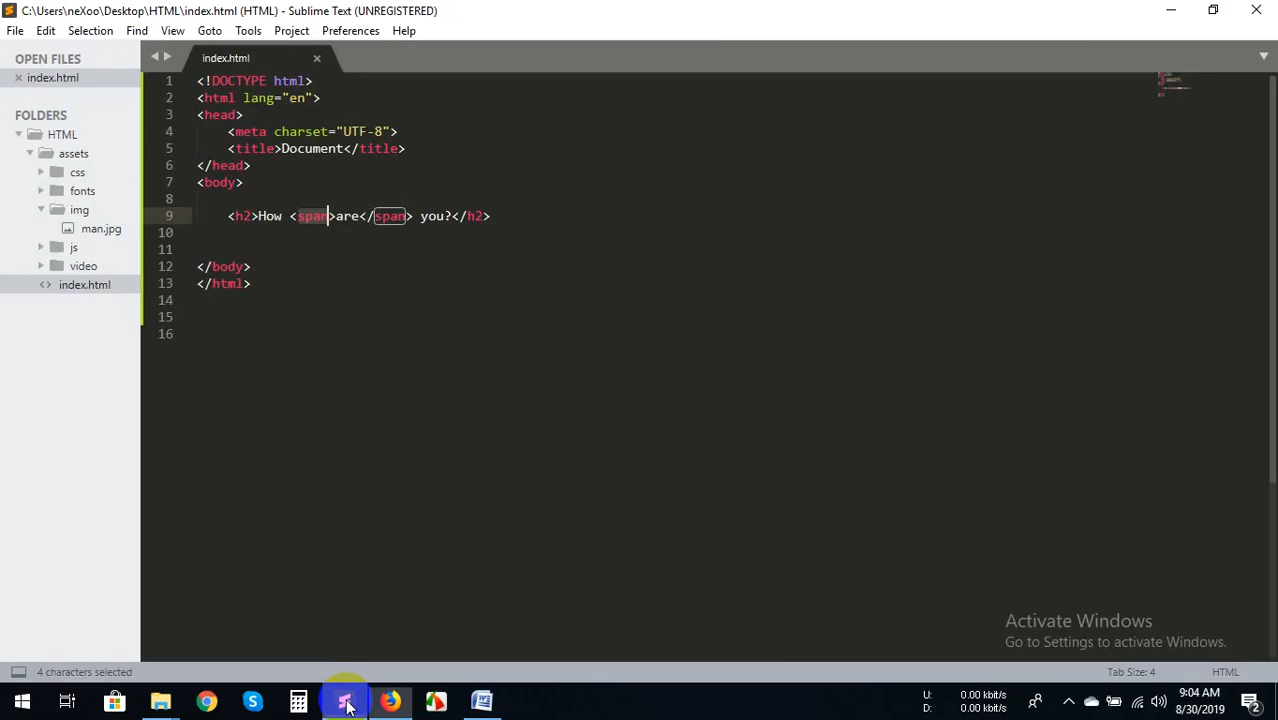 C:\Users\neXoo\Desktop\HTML\index.html (HTML) - Sublime Text (UNREGISTERED)
File Edit Selection Find View Goto Tools Project Preferences Help
OPEN FILES
index.html
FOLDERS
HTML
assets
css
fonts
img
man.jpg
js
video
index.html
index.html
1 <!DOCTYPE html>
2 <html lang="en">
3 <head>
4 <meta charset="UTF-8">
5 <title>Document</title>
6 </head>
7 <body>
8
9 <h2>How <span>are</span> you?</h2>
10
11
12 </body>
13 </html>
14
15
16
Activate Windows
Go to Settings to activate Windows.
4 characters selected
Tab Size: 4
HTML
U: 0.00 kbit/s
D: 0.00 kbit/s
9:04 AM
8/30/2019
2